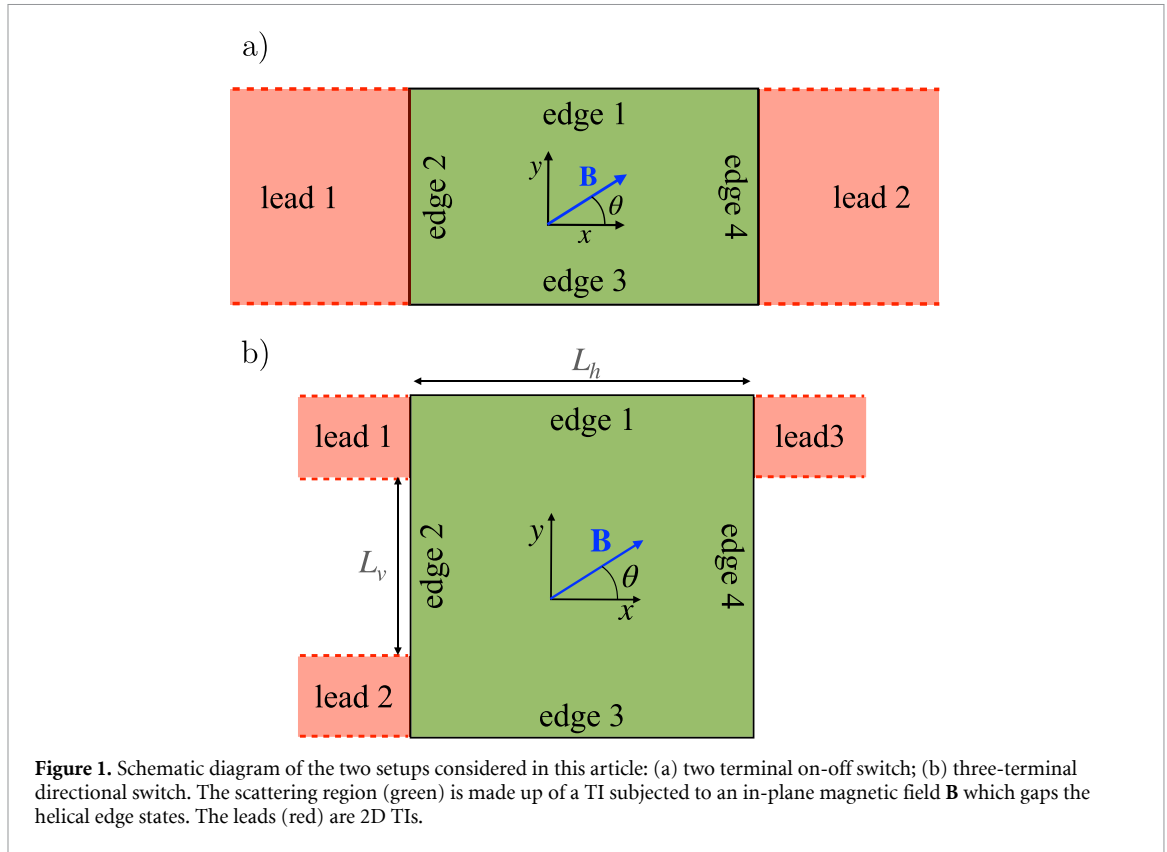 a)
edge 1
lead 1
edge 2
y
B
θ
x
edge 4
lead 2
edge 3
b)
L_h
lead 1
edge 1
lead3
L_v
edge 2
y
B
θ
x
edge 4
lead 2
edge 3
Figure 1. Schematic diagram of the two setups considered in this article: (a) two terminal on-off switch; (b) three-terminal
directional switch. The scattering region (green) is made up of a TI subjected to an in-plane magnetic field B which gaps the
helical edge states. The leads (red) are 2D TIs.